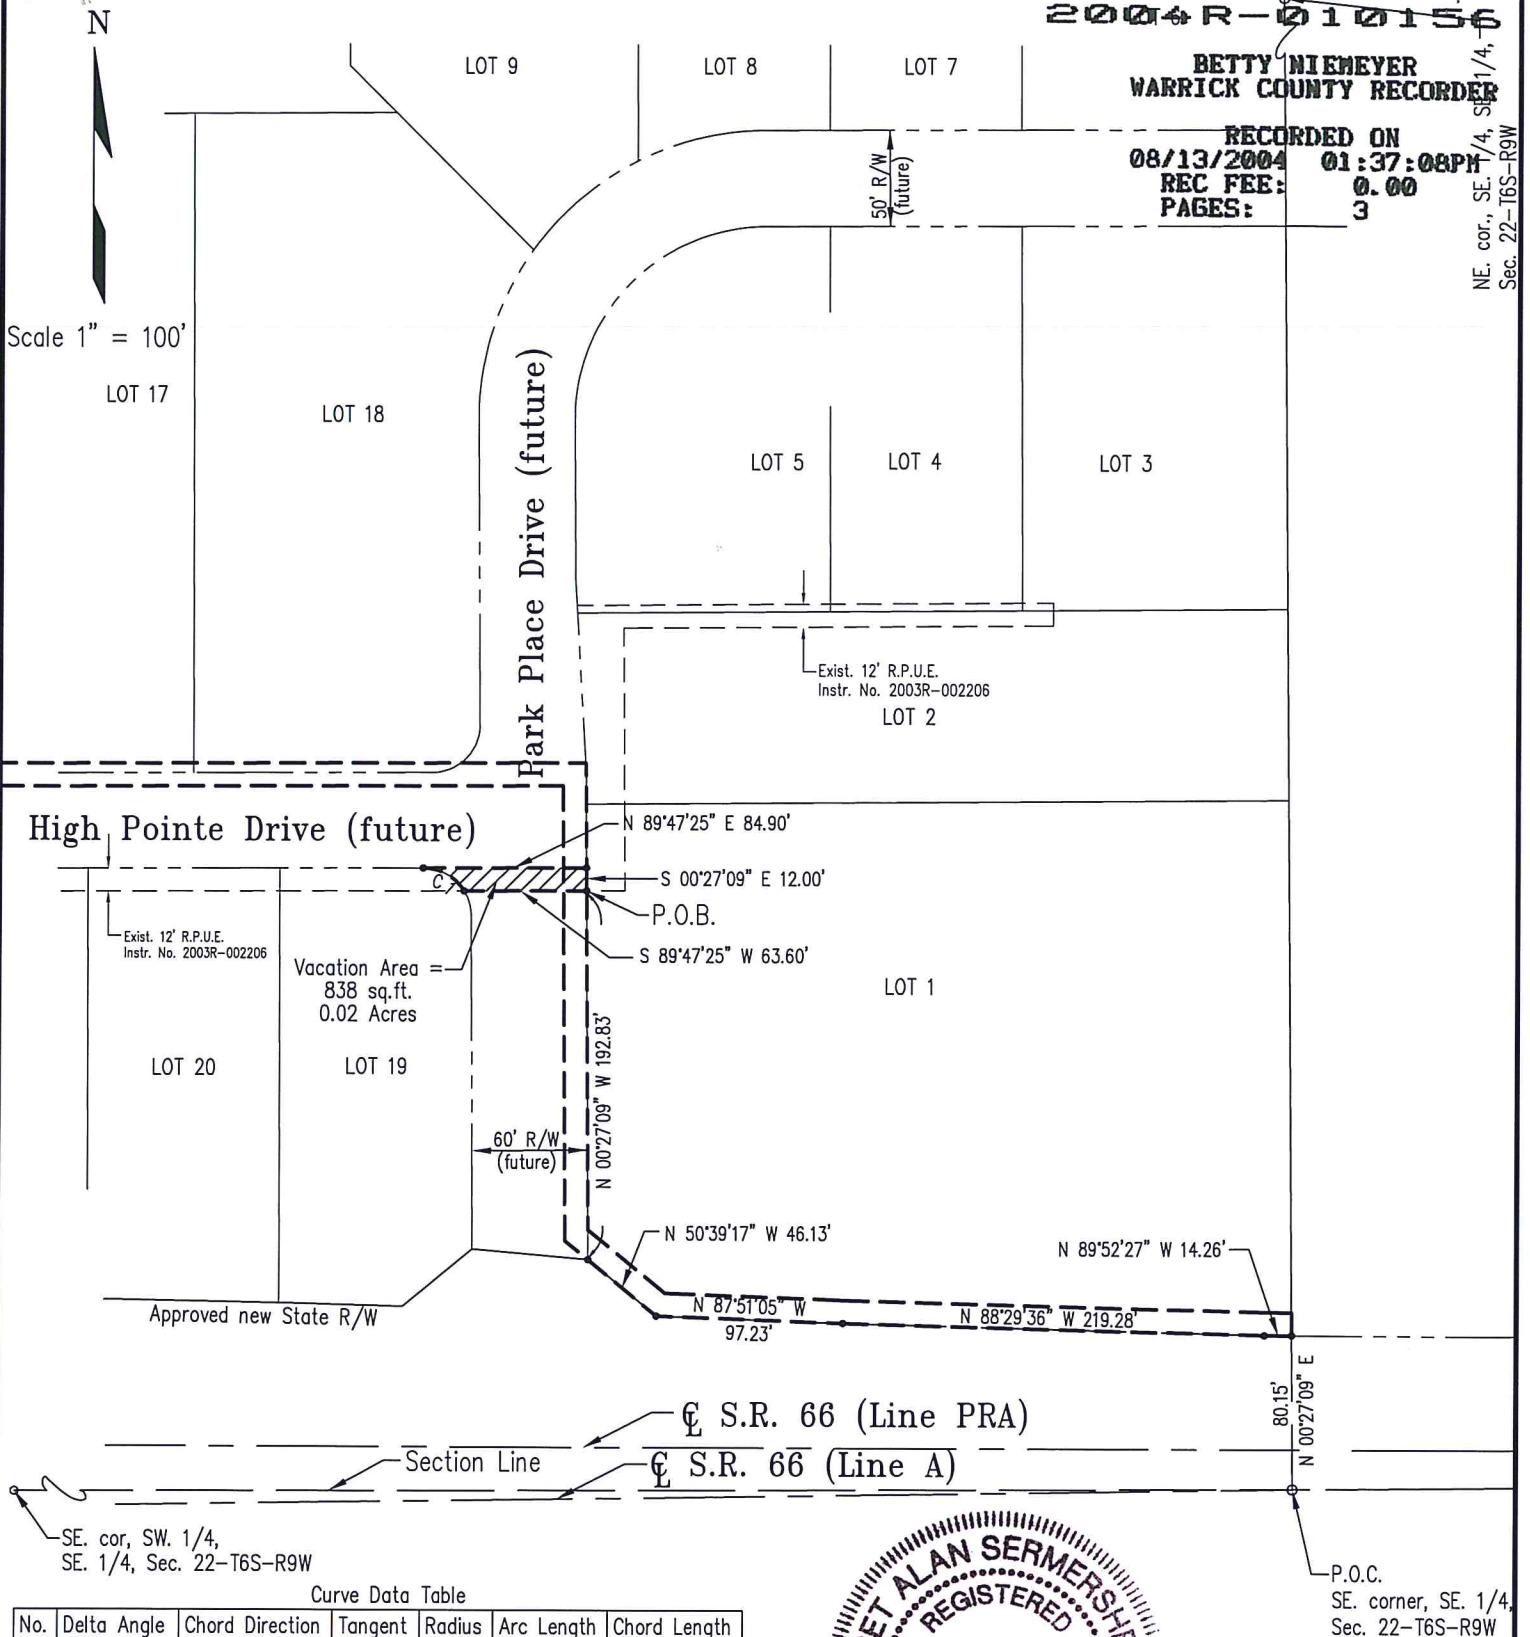 2004R-010156
BETTY NIEMEYER
WARRICK COUNTY RECORDER
RECORDED ON
08/13/2004 01:37:08PM
REC FEE: 0.00
PAGES: 3
NE. cor., SE. 1/4, SE 1/4,
Sec. 22-T6S-R9W
N
Scale 1" = 100'
LOT 9
LOT 8
LOT 7
50' R/W
(future)
LOT 17
LOT 18
Park Place Drive (future)
LOT 5
LOT 4
LOT 3
Exist. 12' R.P.U.E.
Instr. No. 2003R-002206
LOT 2
High Pointe Drive (future)
N 89°47'25" E 84.90'
S 00°27'09" E 12.00'
C
P.O.B.
S 89°47'25" W 63.60'
Exist. 12' R.P.U.E.
Instr. No. 2003R-002206
Vacation Area =
838 sq.ft.
0.02 Acres
LOT 1
LOT 20
LOT 19
N 00°27'09" W 192.83'
60' R/W
(future)
N 50°39'17" W 46.13'
N 89°52'27" W 14.26'
Approved new State R/W
N 87°51'05" W
97.23'
N 88°29'36" W 219.28'
80.15'
N 00°27'09" E
℄ S.R. 66 (Line PRA)
Section Line
℄ S.R. 66 (Line A)
SE. cor, SW. 1/4,
SE. 1/4, Sec. 22-T6S-R9W
P.O.C.
SE. corner, SE. 1/4,
Sec. 22-T6S-R9W
ALAN
REGISTERED
Curve Data Table
No. Delta Angle Chord Direction Tangent Radius Arc Length Chord Length